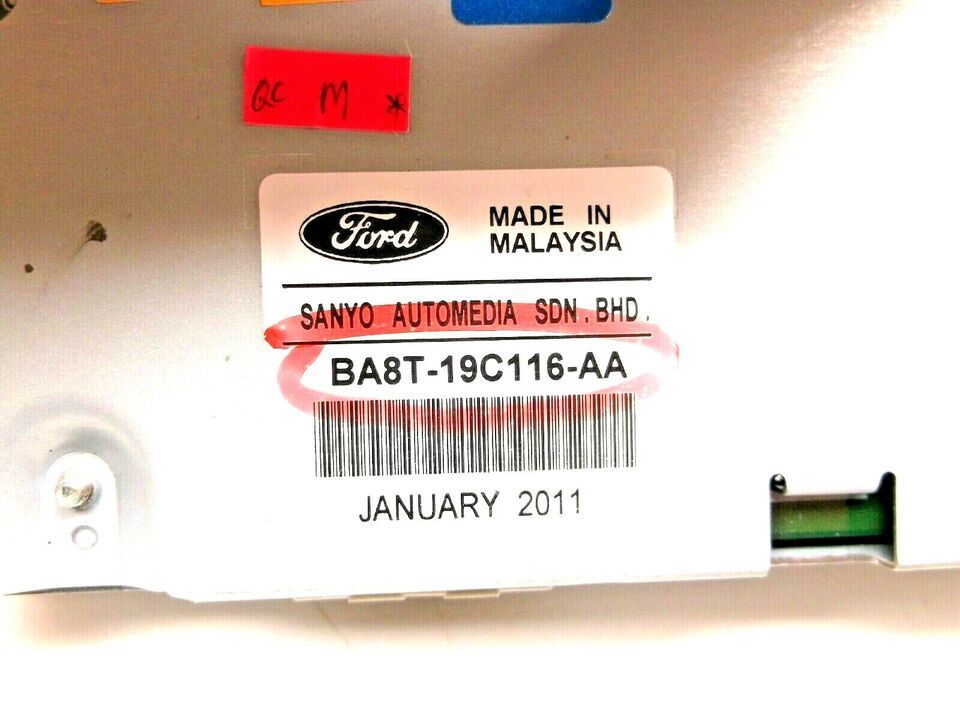 QC M *
Ford
MADE IN
MALAYSIA
SANYO AUTOMEDIA SDN. BHD.
BA8T-19C116-AA
JANUARY 2011